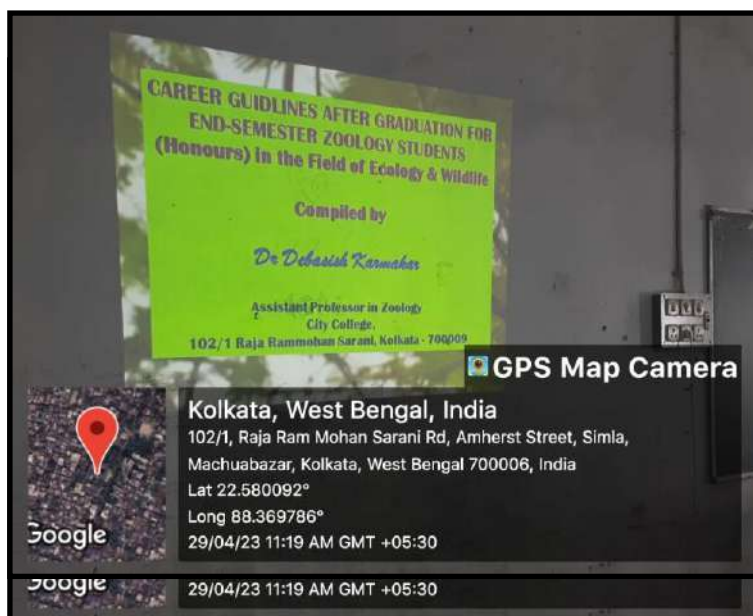 CAREER GUIDLINES AFTER GRADUATION FOR
END-SEMESTER ZOOLOGY STUDENTS
(Honours) in the Field of Ecology & Wildlife
Compiled by
Dr Debasish Karmakar
Assistant Professor in Zoology
City College,
102/1 Raja Rammohan Sarani, Kolkata - 700009
GPS Map Camera
Kolkata, West Bengal, India
102/1, Raja Ram Mohan Sarani Rd, Amherst Street, Simla,
Machuabazar, Kolkata, West Bengal 700006, India
Lat 22.580092°
Long 88.369786°
29/04/23 11:19 AM GMT +05:30
Google
Google
29/04/23 11:19 AM GMT +05:30